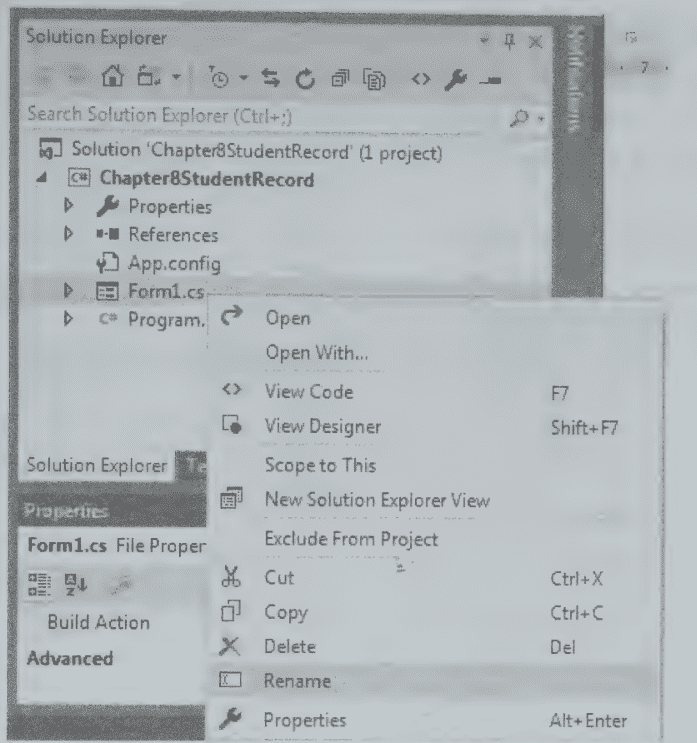 Solution Explorer
Notifications
7
Search Solution Explorer (Ctrl+;)
Solution 'Chapter8StudentRecord' (1 project)
C# Chapter8StudentRecord
Properties
References
App.config
Form1.cs
C# Program.
Open
Open With...
View Code F7
View Designer Shift+F7
Scope to This
Solution Explorer
New Solution Explorer View
Properties
Exclude From Project
Form1.cs File Proper
Cut Ctrl+X
Copy Ctrl+C
Build Action
Delete Del
Advanced
Rename
Properties Alt+Enter